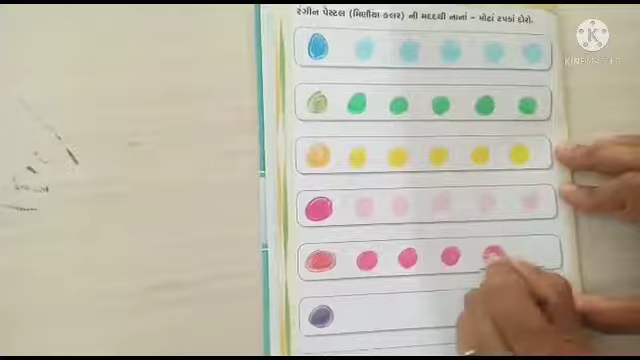 રંગીન પેસ્ટલ (મિણીયા કલર) ની મદદથી નાનાં - મોટાં ટપકાં દોરો.
KINEMASTER